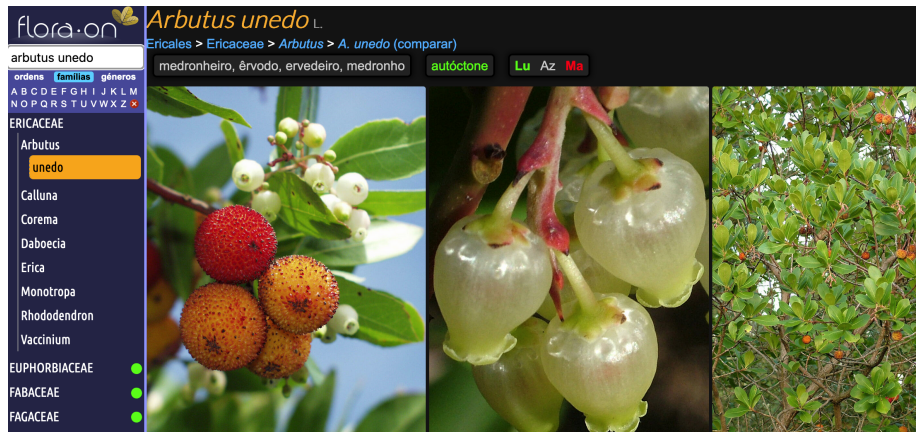 flora-on
arbutus unedo
ordens famílias géneros
A B C D E F G H I J K L M
N O P Q R S T U V W X Y Z ×
ERICACEAE
Arbutus
unedo
Calluna
Corema
Daboecia
Erica
Monotropa
Rhododendron
Vaccinium
EUPHORBIACEAE
FABACEAE
FAGACEAE
Arbutus unedo L.
Ericales > Ericaceae > Arbutus > A. unedo (comparar)
medronheiro, êrvodo, ervedeiro, medronho autóctone Lu Az Ma